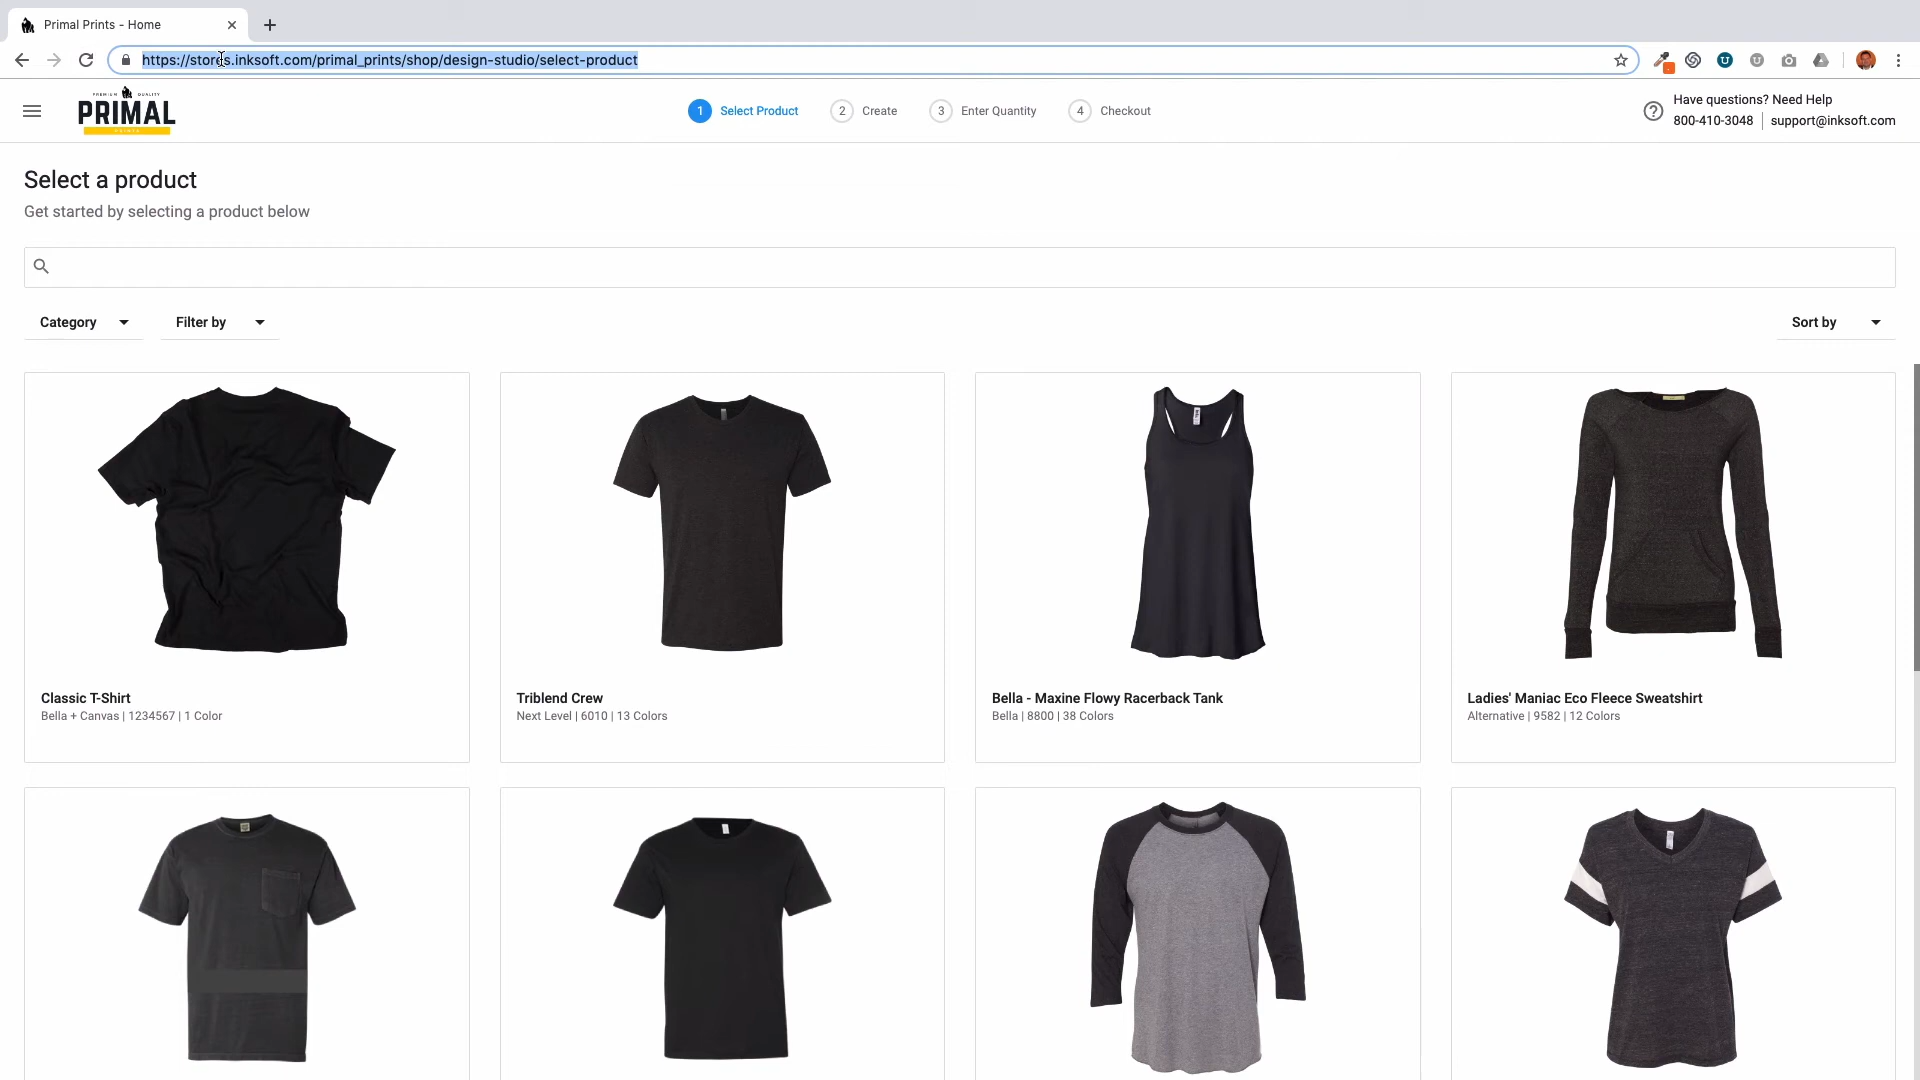 Primal Prints - Home
https://stores.inksoft.com/primal_prints/shop/design-studio/select-product
PREMIUM QUALITY
PRIMAL
PRINTS
1 Select Product
2 Create
3 Enter Quantity
4 Checkout
Have questions? Need Help
800-410-3048 | support@inksoft.com
Select a product
Get started by selecting a product below
Category
Filter by
Sort by
Classic T-Shirt
Bella + Canvas | 1234567 | 1 Color
Triblend Crew
Next Level | 6010 | 13 Colors
Bella - Maxine Flowy Racerback Tank
Bella | 8800 | 38 Colors
Ladies' Maniac Eco Fleece Sweatshirt
Alternative | 9582 | 12 Colors